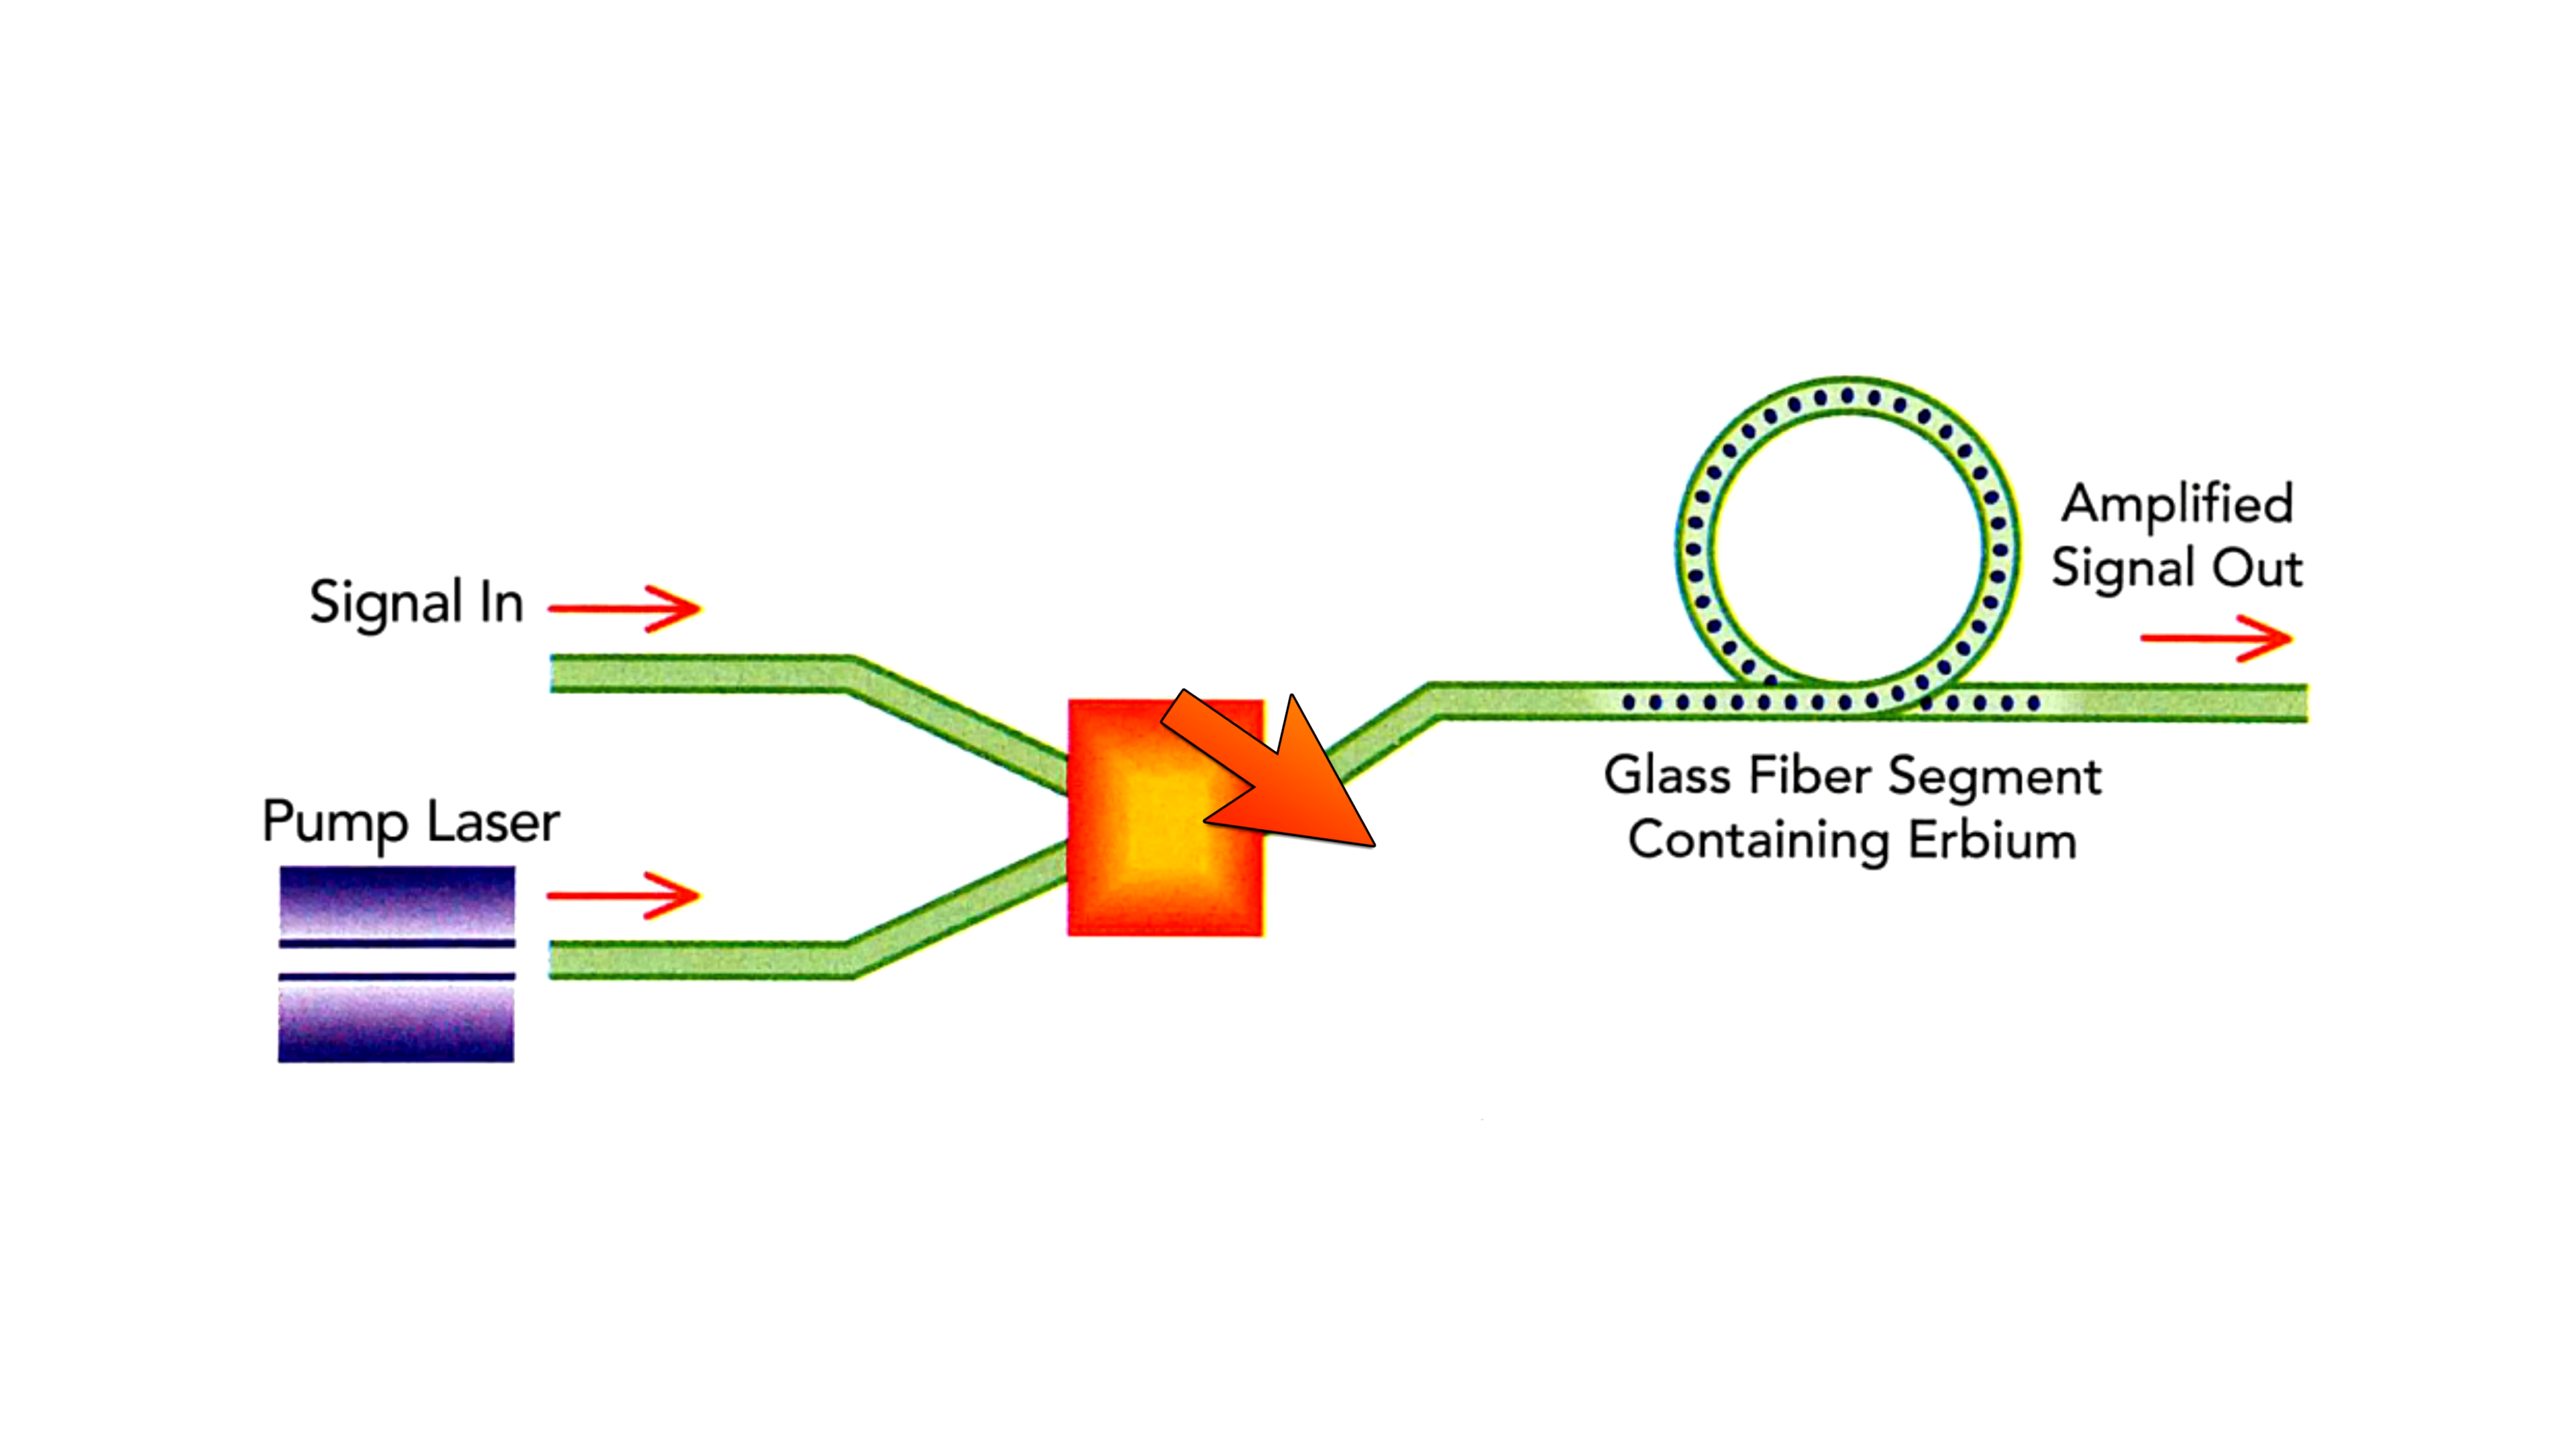 Signal In
Pump Laser
Amplified
Signal Out
Glass Fiber Segment
Containing Erbium